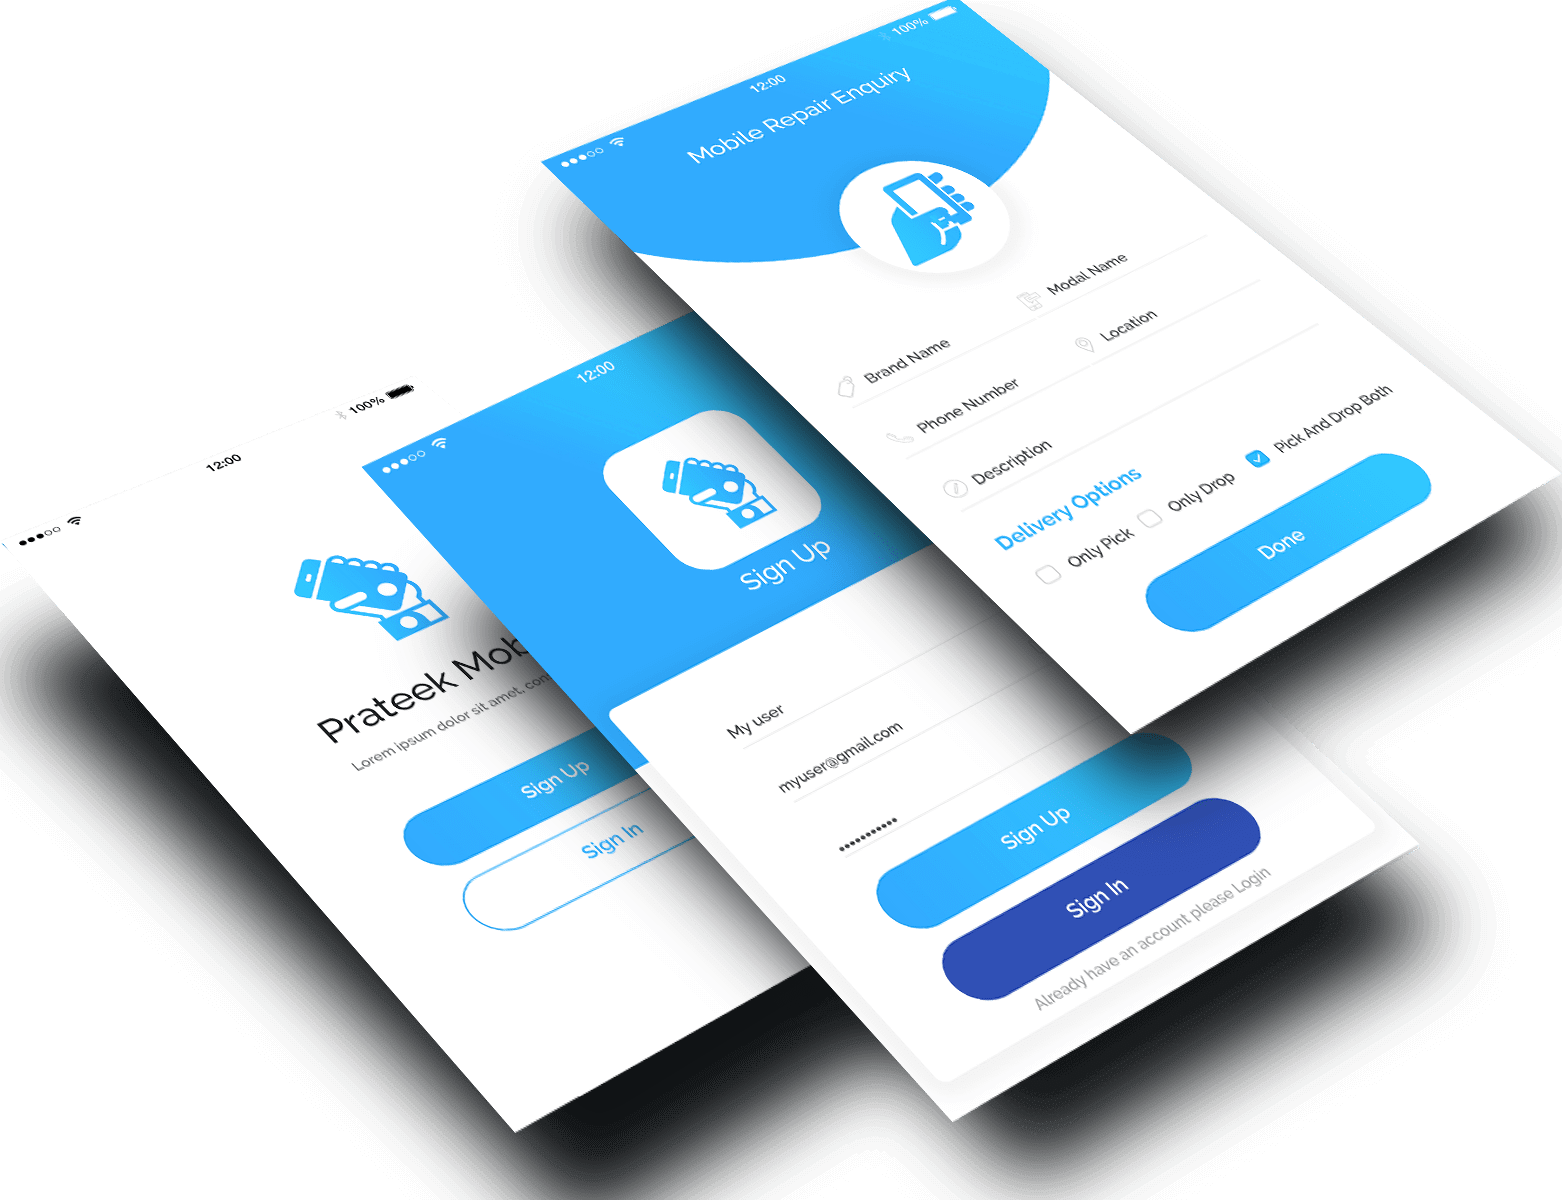 100%
12:00
Prateek Mob
Lorem ipsum dolor sit amet,
Sign Up
Sign In
12:00
Sign Up
My user
myuser@gmail.com
•••••••••••
Sign Up
Sign In
Already have an account please Login
100%
12:00
Mobile Repair Enquiry
Brand Name
Modal Name
Phone Number
Location
Description
Delivery Options
Only Pick
Only Drop
Pick And Drop Both
Done